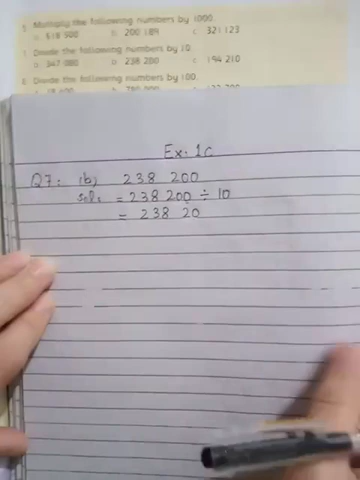 5. Multiply the following numbers by 1000.
a. 618 500 b. 200 189 c. 321 123
7. Divide the following numbers by 10.
a. 347 080 b. 238 200 c. 194 210
8. Divide the following numbers by 100.
Ex. 1c
Q7: (b) 238 200
Sol: = 238 200 ÷ 10
= 238 20